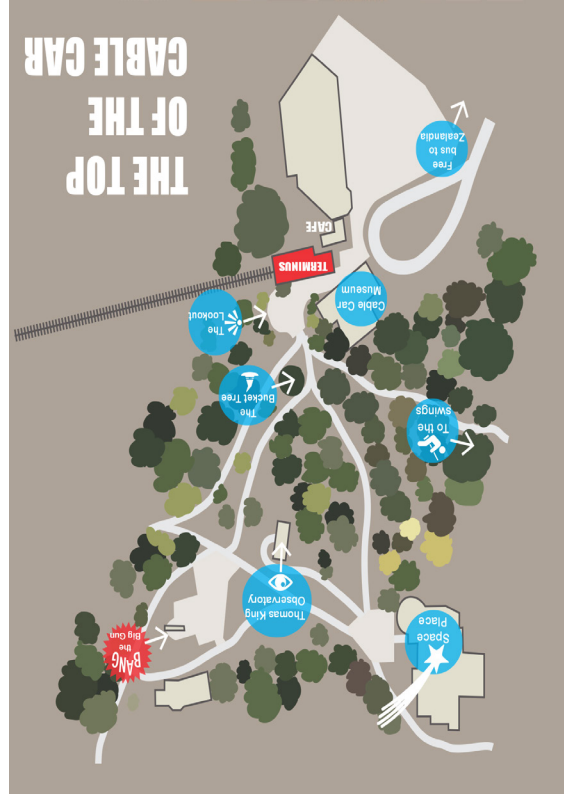 Space
Place
BANG
the
Big Gun
Thomas King
Observatory
To the
swings
The
Bucket Tree
The
Lookout
Cable Car
Museum
TERMINUS
CAFE
THE TOP
OF THE
CABLE CAR
Free
bus to
Zealandia